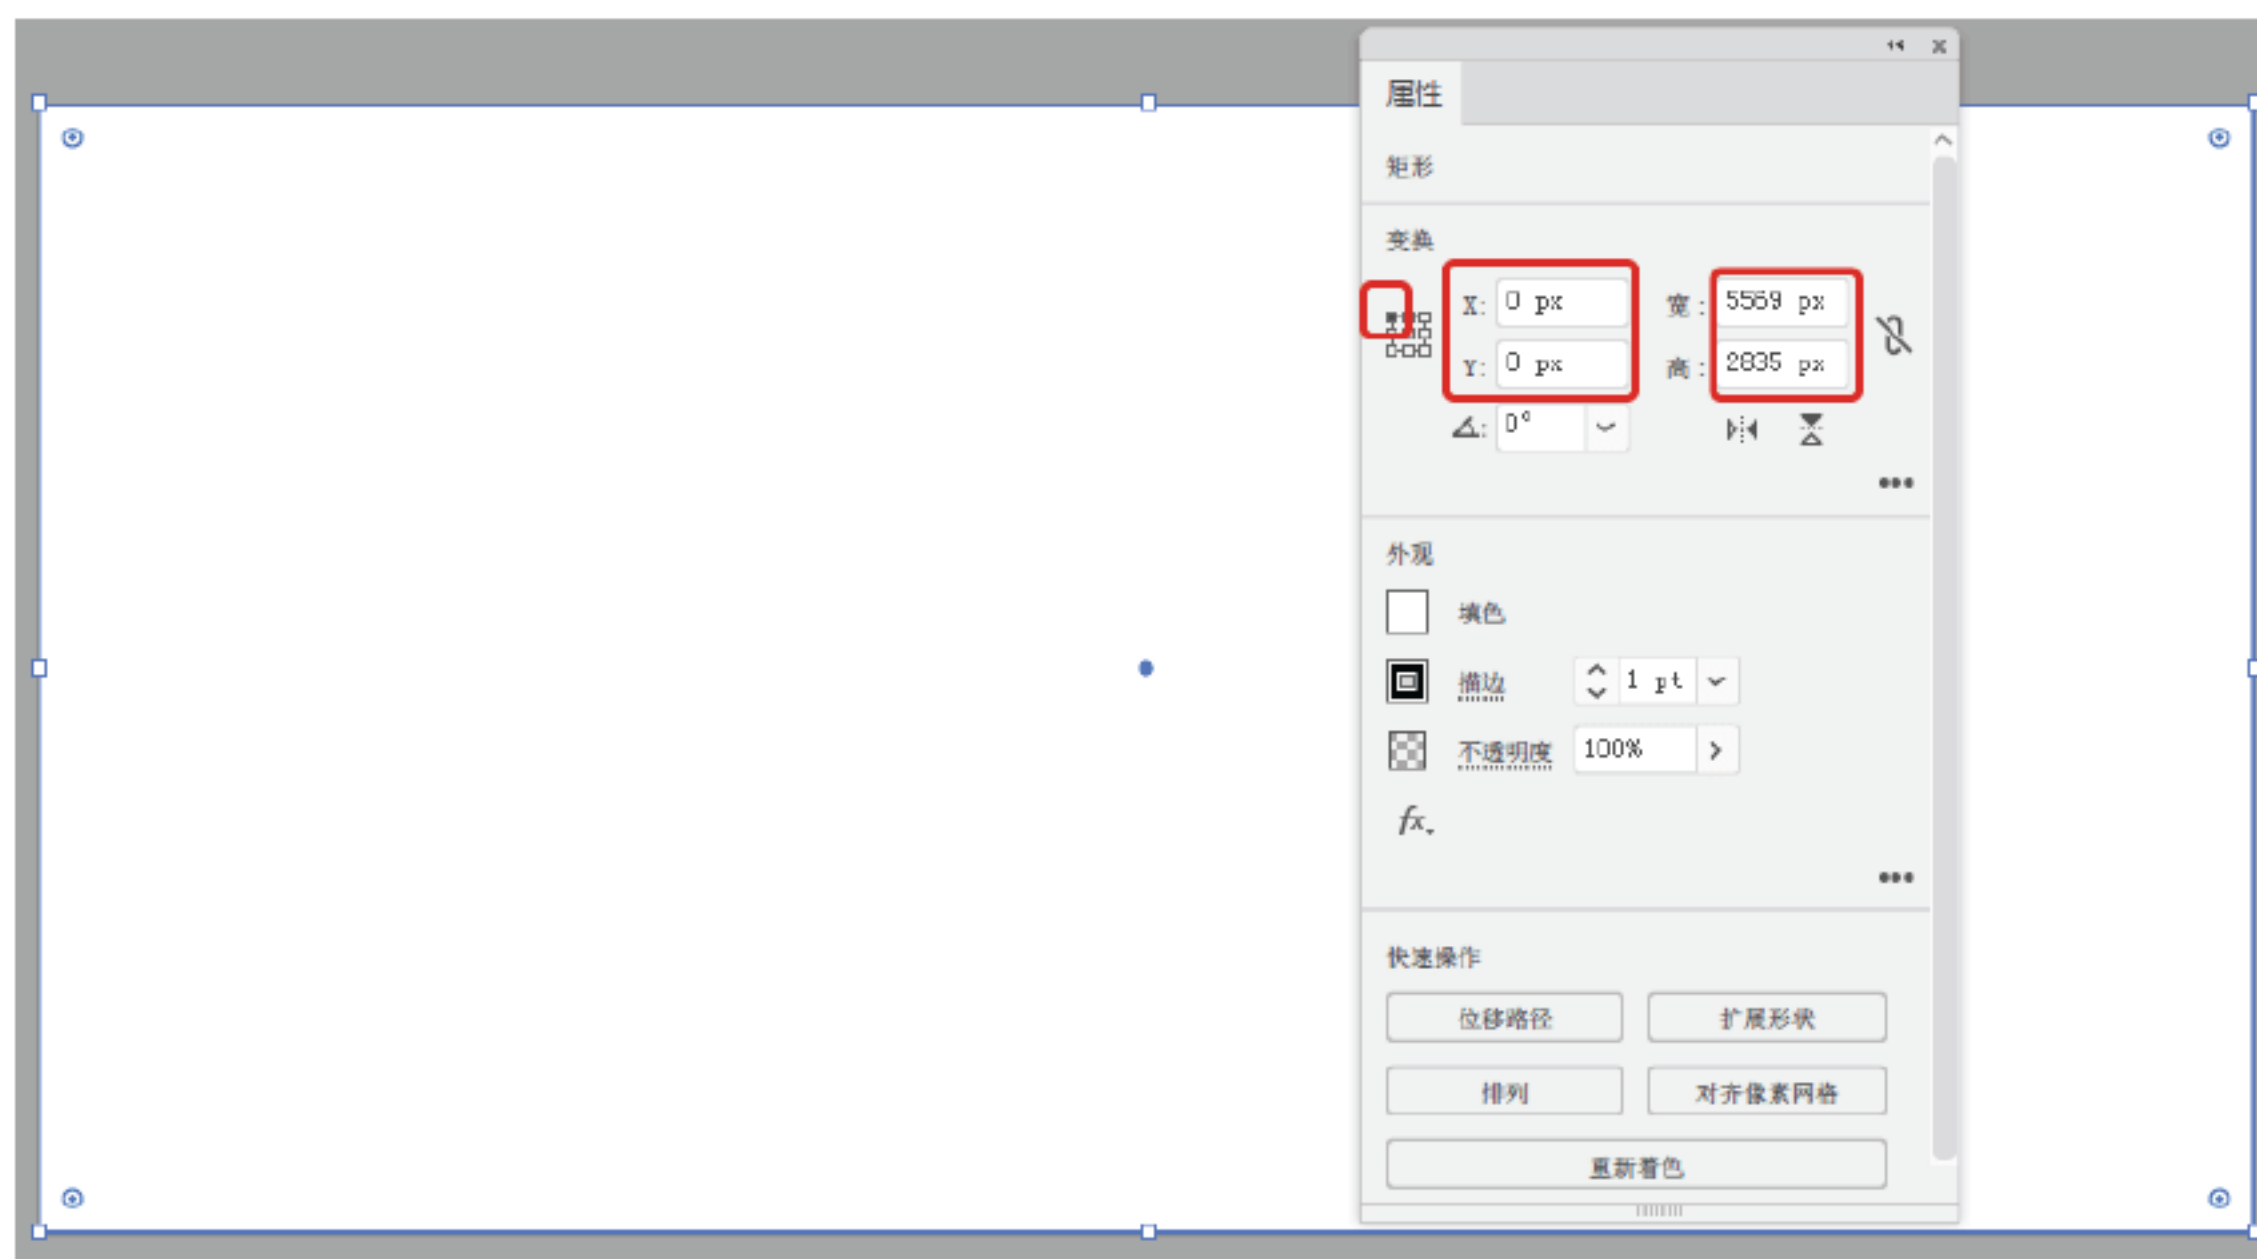 属性
矩形
变换
X: 0 px 宽: 5569 px
Y: 0 px 高: 2835 px
0°
外观
填色
描边 1 pt
不透明度 100%
fx.
快速操作
位移路径 扩展形状
排列 对齐像素网格
重新着色